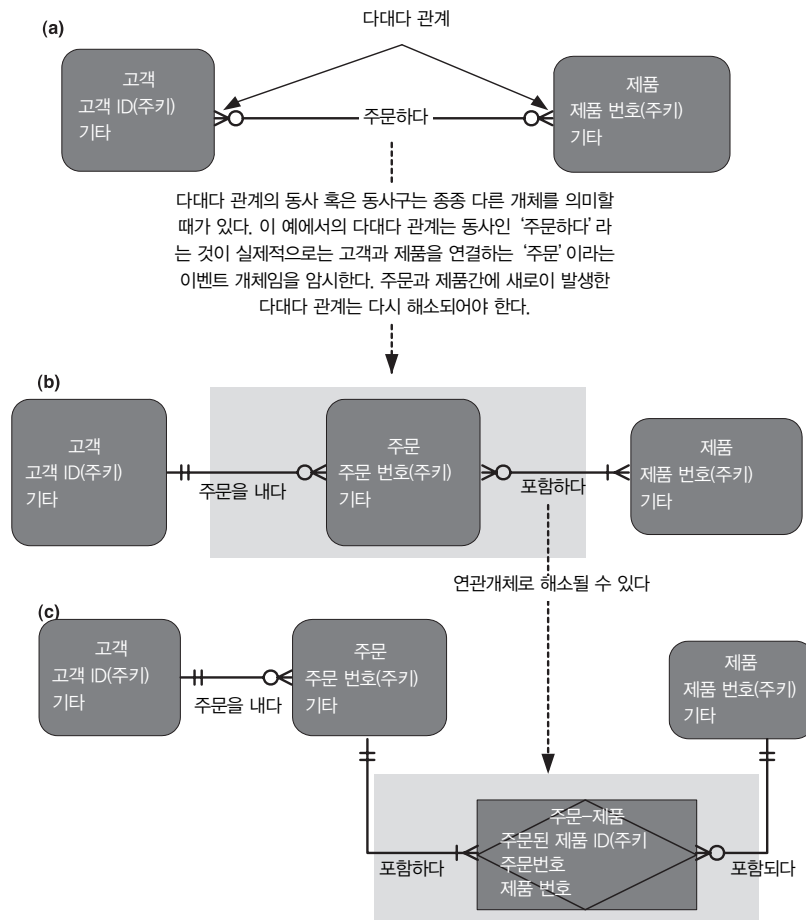 다대다 관계
(a)
고객
고객 ID(주키)
기타
주문하다
제품
제품 번호(주키)
기타
다대다 관계의 동사 혹은 동사구는 종종 다른 개체를 의미할
때가 있다. 이 예에서의 다대다 관계는 동사인 ‘주문하다’라
는 것이 실제적으로는 고객과 제품을 연결하는 ‘주문’이라는
이벤트 개체임을 암시한다. 주문과 제품간에 새로이 발생한
다대다 관계는 다시 해소되어야 한다.
(b)
고객
고객 ID(주키)
기타
주문을 내다
주문
주문 번호(주키)
기타
포함하다
제품
제품 번호(주키)
기타
연관개체로 해소될 수 있다
(c)
고객
고객 ID(주키)
기타
주문을 내다
주문
주문 번호(주키)
기타
제품
제품 번호(주키)
기타
포함하다
주문-제품
주문된 제품 ID(주키
주문번호
제품 번호
포함되다